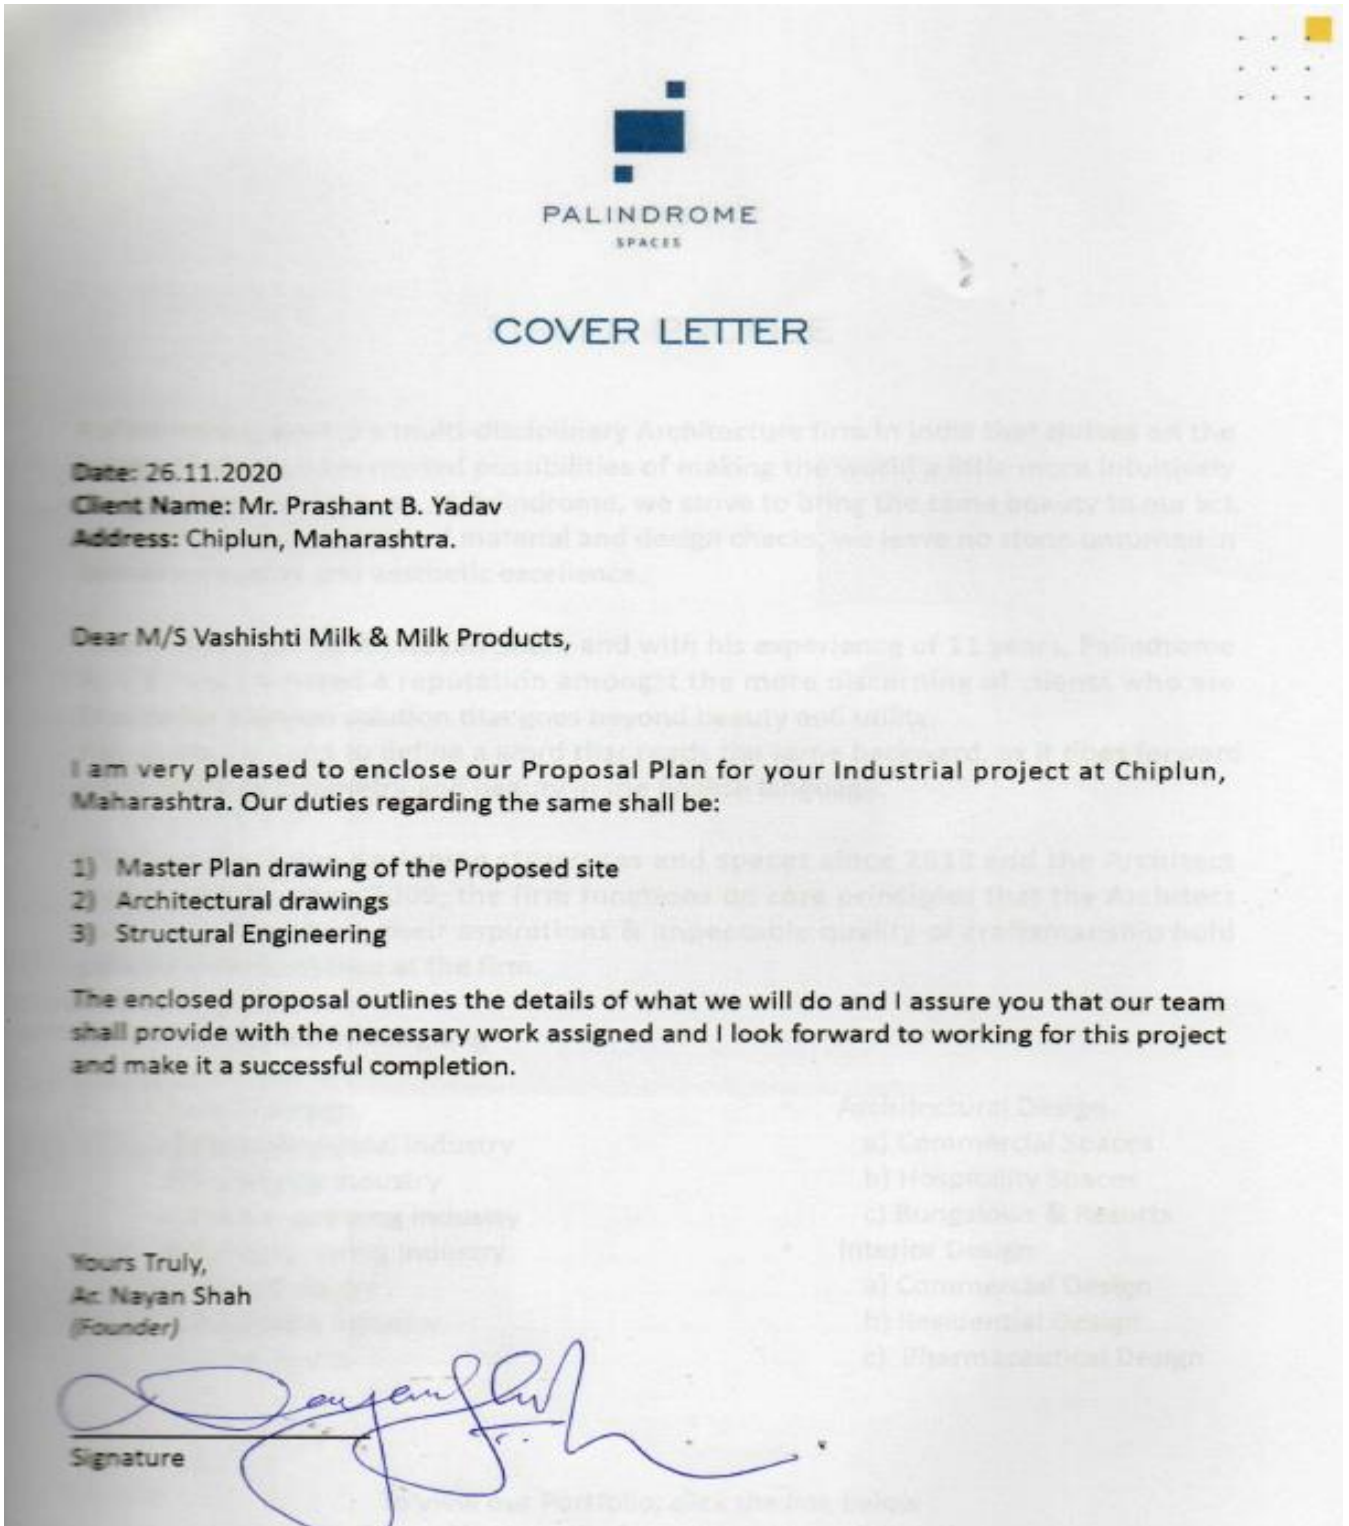 PALINDROME
SPACES
COVER LETTER
Date: 26.11.2020
Client Name: Mr. Prashant B. Yadav
Address: Chiplun, Maharashtra.
Dear M/S Vashishti Milk & Milk Products,
I am very pleased to enclose our Proposal Plan for your Industrial project at Chiplun,
Maharashtra. Our duties regarding the same shall be:
1) Master Plan drawing of the Proposed site
2) Architectural drawings
3) Structural Engineering
The enclosed proposal outlines the details of what we will do and I assure you that our team
shall provide with the necessary work assigned and I look forward to working for this project
and make it a successful completion.
Yours Truly,
Ar. Nayan Shah
(Founder)
Nayan Shah
Signature